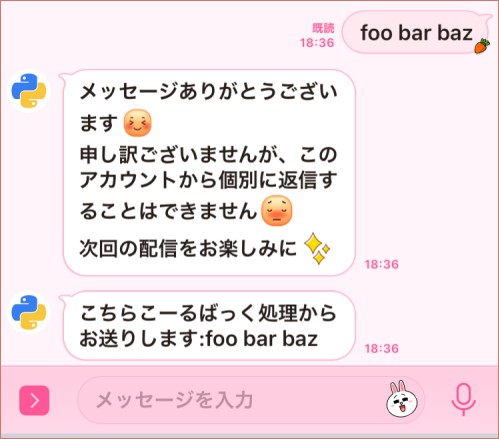 foo bar baz
既読
18:36
メッセージありがとうござい
ます
申し訳ございませんが、この
アカウントから個別に返信す
ることはできません
次回の配信をお楽しみに
18:36
こちらこーるばっく処理から
お送りします:foo bar baz
18:36
メッセージを入力